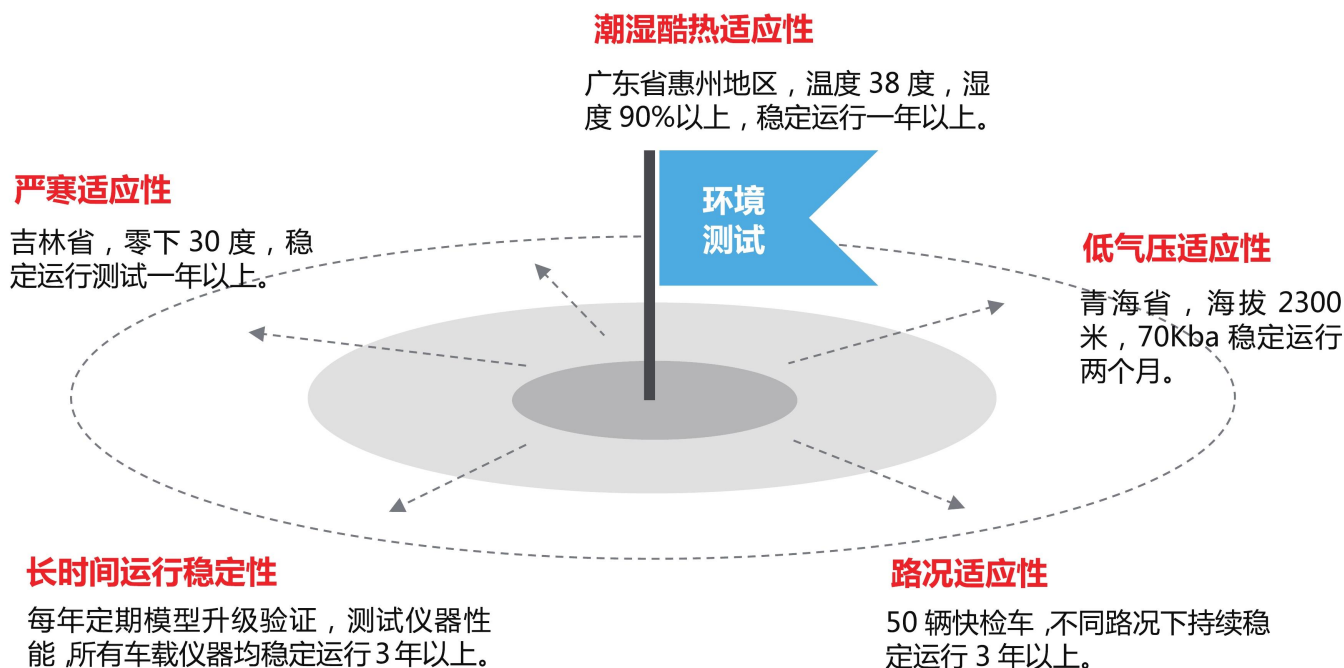 潮湿酷热适应性
广东省惠州地区，温度 38 度，湿
度 90%以上，稳定运行一年以上。
严寒适应性
吉林省，零下 30 度，稳
定运行测试一年以上。
环境
测试
低气压适应性
青海省，海拔 2300
米，70Kba 稳定运行
两个月。
长时间运行稳定性
每年定期模型升级验证，测试仪器性
能,所有车载仪器均稳定运行3年以上。
路况适应性
50 辆快检车,不同路况下持续稳
定运行 3 年以上。